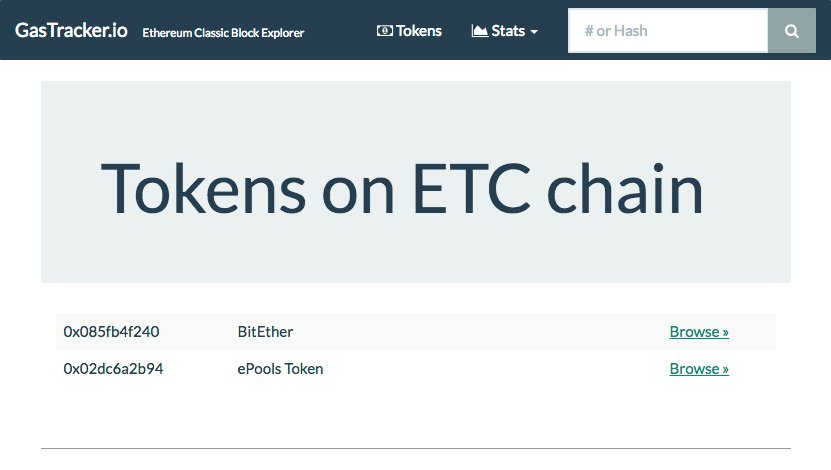 GasTracker.io Ethereum Classic Block Explorer Tokens Stats # or Hash
Tokens on ETC chain
0x085fb4f240 BitEther Browse »
0x02dc6a2b94 ePools Token Browse »